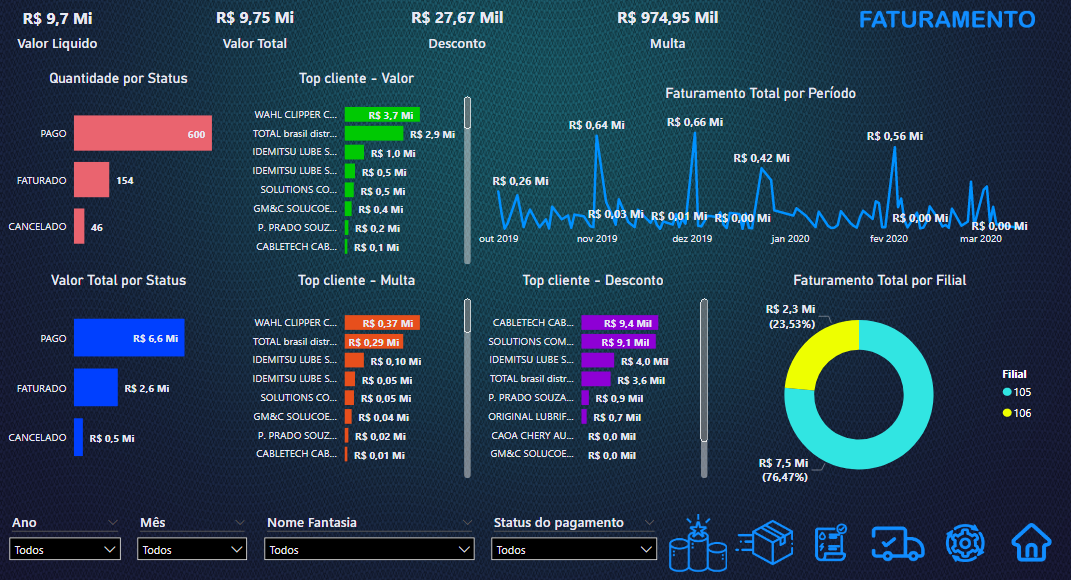 R$ 9,7 Mi
Valor Liquido
R$ 9,75 Mi
Valor Total
R$ 27,67 Mil
Desconto
R$ 974,95 Mil
Multa
FATURAMENTO
Quantidade por Status
PAGO 600
FATURADO 154
CANCELADO 46
Top cliente - Valor
WAHL CLIPPER C... R$ 3,7 Mi
TOTAL brasil distr... R$ 2,9 Mi
IDEMITSU LUBE S... R$ 1,0 Mi
IDEMITSU LUBE S... R$ 0,5 Mi
SOLUTIONS CO... R$ 0,5 Mi
GM&C SOLUCOE... R$ 0,4 Mi
P. PRADO SOUZ... R$ 0,2 Mi
CABLETECH CAB... R$ 0,1 Mi
Faturamento Total por Período
R$ 0,26 Mi
R$ 0,64 Mi
R$ 0,03 Mi
R$ 0,66 Mi
R$ 0,01 Mi
R$ 0,42 Mi
R$ 0,00 Mi
R$ 0,56 Mi
R$ 0,00 Mi
R$ 0,00 Mi
out 2019 nov 2019 dez 2019 jan 2020 fev 2020 mar 2020
Valor Total por Status
PAGO R$ 6,6 Mi
FATURADO R$ 2,6 Mi
CANCELADO R$ 0,5 Mi
Top cliente - Multa
WAHL CLIPPER C... R$ 0,37 Mi
TOTAL brasil distr... R$ 0,29 Mi
IDEMITSU LUBE S... R$ 0,10 Mi
IDEMITSU LUBE S... R$ 0,05 Mi
SOLUTIONS CO... R$ 0,05 Mi
GM&C SOLUCOE... R$ 0,04 Mi
P. PRADO SOUZ... R$ 0,02 Mi
CABLETECH CAB... R$ 0,01 Mi
Top cliente - Desconto
CABLETECH CAB... R$ 9,4 Mil
SOLUTIONS COM... R$ 9,1 Mil
IDEMITSU LUBE S... R$ 4,0 Mil
TOTAL brasil distr... R$ 3,6 Mil
P. PRADO SOUZA... R$ 0,9 Mil
ORIGINAL LUBRIF... R$ 0,7 Mil
CAOA CHERY AU... R$ 0,0 Mil
GM&C SOLUCOE... R$ 0,0 Mil
Faturamento Total por Filial
R$ 2,3 Mi
(23,53%)
R$ 7,5 Mi
(76,47%)
Filial
105
106
Ano
Todos
Mês
Todos
Nome Fantasia
Todos
Status do pagamento
Todos